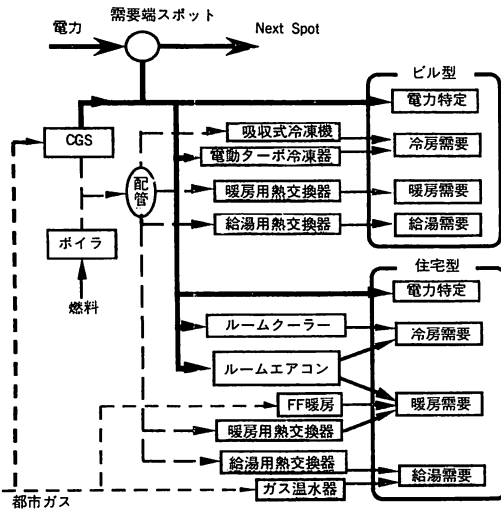 需要端スポット
電力
Next Spot
ビル型
電力特定
CGS
吸収式冷凍機
冷房需要
電動ターボ冷凍器
配管
暖房用熱交換器
暖房需要
給湯用熱交換器
給湯需要
ボイラ
燃料
住宅型
電力特定
ルームクーラー
冷房需要
ルームエアコン
FF暖房
暖房需要
暖房用熱交換器
給湯用熱交換器
給湯需要
ガス温水器
都市ガス